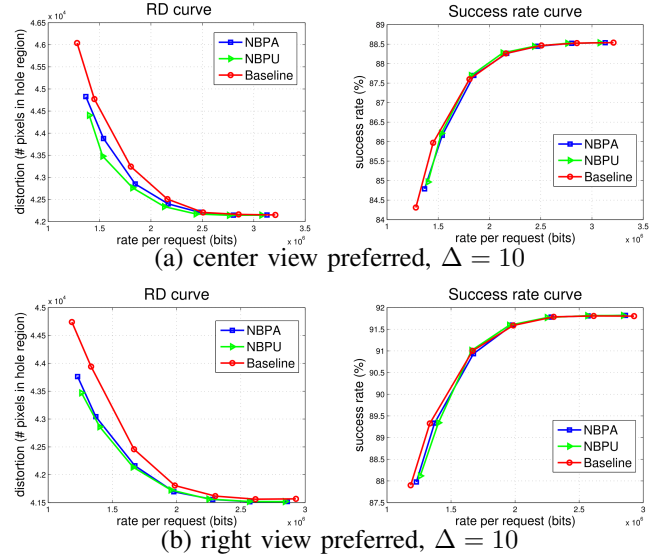 RD curve
x 10^4
4.65
4.6
4.55
4.5
4.45
4.4
4.35
4.3
4.25
4.2
distortion (# pixels in hole region)
NBPA
NBPU
Baseline
1 1.5 2 2.5 3 3.5
rate per request (bits)
x 10^6
Success rate curve
89
88.5
88
87.5
87
86.5
86
85.5
85
84.5
84
success rate (%)
NBPA
NBPU
Baseline
1 1.5 2 2.5 3 3.5
rate per request (bits)
x 10^6
(a) center view preferred, Δ = 10
RD curve
x 10^4
4.5
4.45
4.4
4.35
4.3
4.25
4.2
4.15
distortion (# pixels in hole region)
NBPA
NBPU
Baseline
1 1.5 2 2.5 3
rate per request (bits)
x 10^6
Success rate curve
92
91.5
91
90.5
90
89.5
89
88.5
88
87.5
success rate (%)
NBPA
NBPU
Baseline
1 1.5 2 2.5 3
rate per request (bits)
x 10^6
(b) right view preferred, Δ = 10